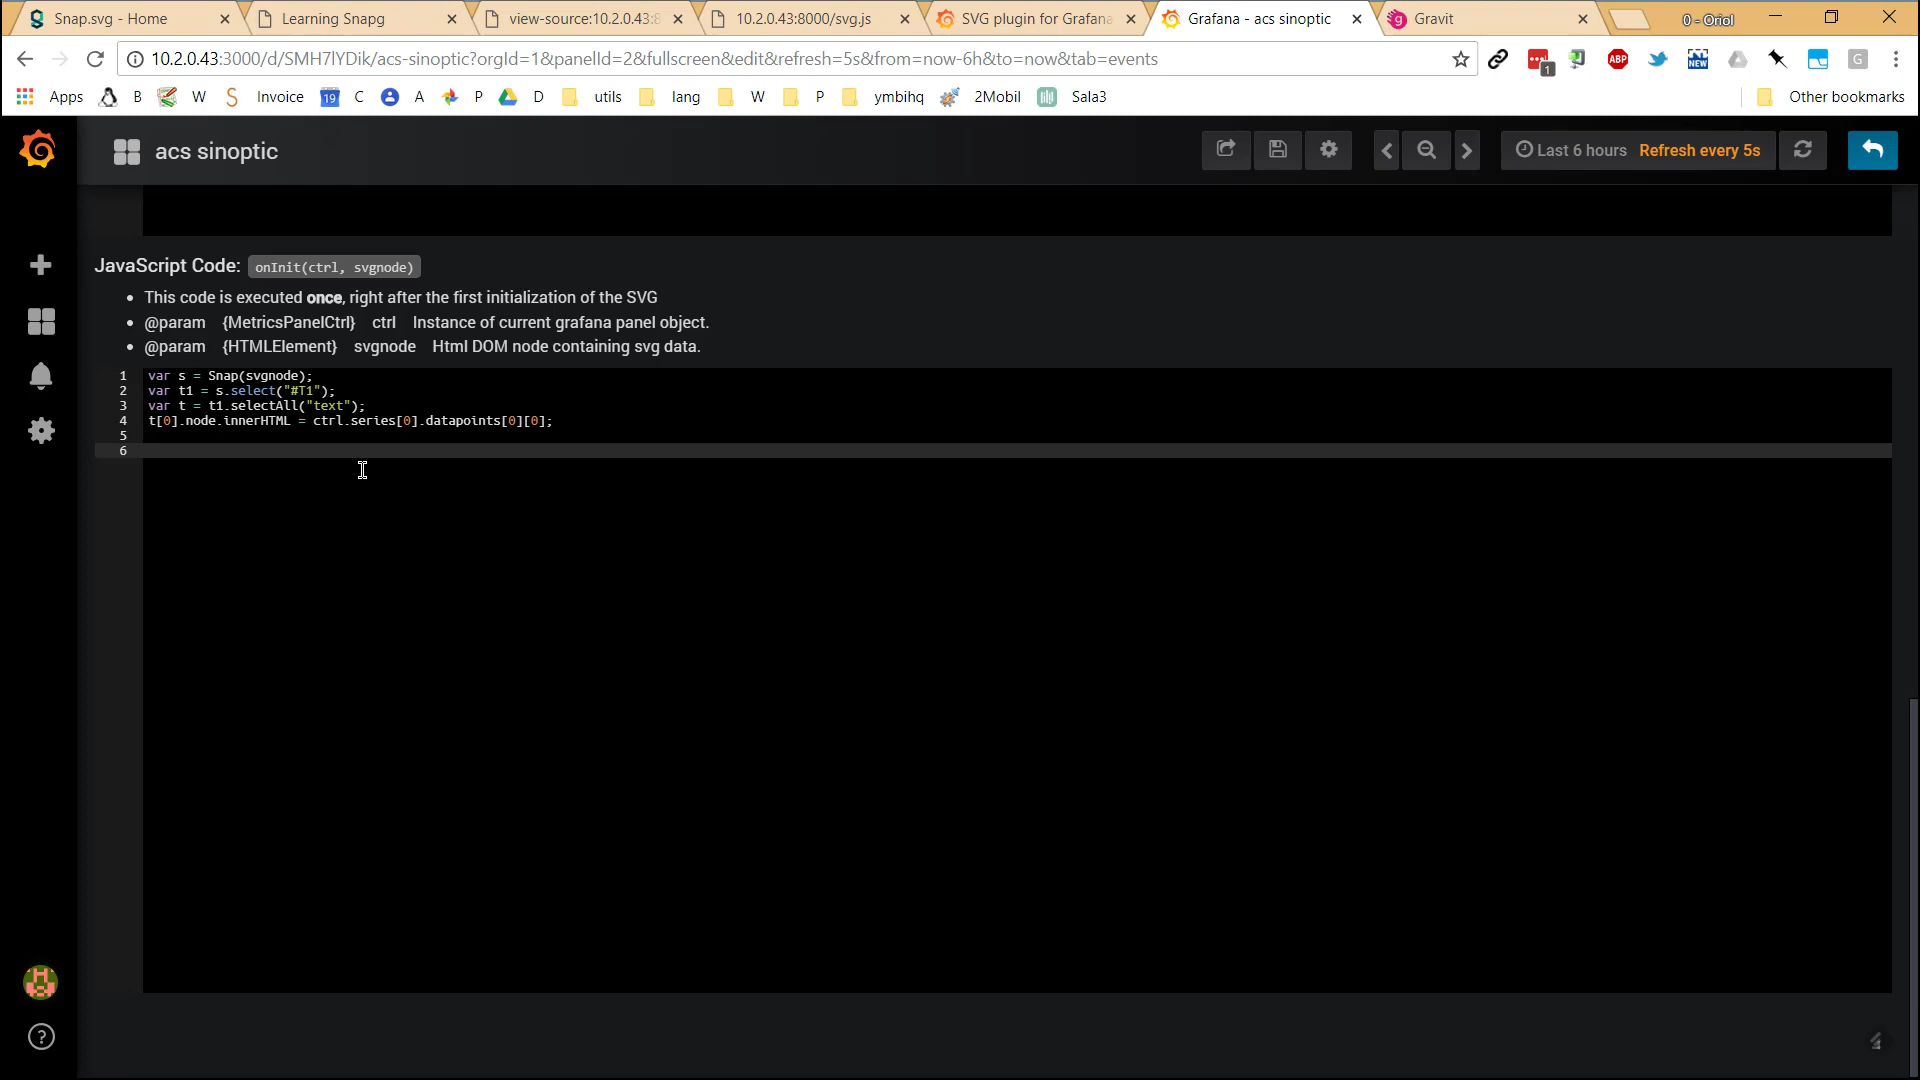 Snap.svg - Home
Learning Snapg
view-source:10.2.0.43:8
10.2.0.43:8000/svg.js
SVG plugin for Grafana
Grafana - acs sinoptic
Gravit
0 - Oriol
10.2.0.43:3000/d/SMH7lYDik/acs-sinoptic?orgId=1&panelId=2&fullscreen&edit&refresh=5s&from=now-6h&to=now&tab=events
1
ABP
NEW
G
Apps B W Invoice 19 C A P D utils lang W P ymbihq 2Mobil Sala3 Other bookmarks
acs sinoptic
Last 6 hours Refresh every 5s
JavaScript Code: onInit(ctrl, svgnode)
• This code is executed once, right after the first initialization of the SVG
• @param {MetricsPanelCtrl} ctrl Instance of current grafana panel object.
• @param {HTMLElement} svgnode Html DOM node containing svg data.
1 var s = Snap(svgnode);
2 var t1 = s.select("#T1");
3 var t = t1.selectAll("text");
4 t[0].node.innerHTML = ctrl.series[0].datapoints[0][0];
5
6